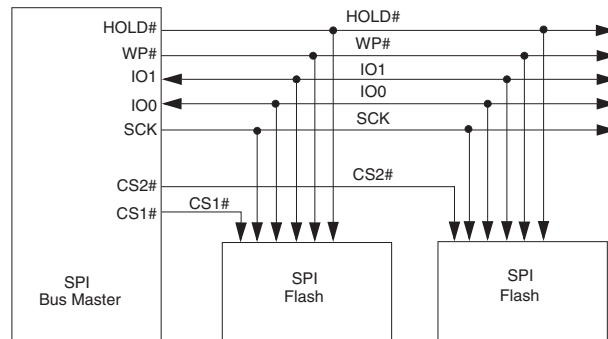 HOLD#
HOLD#
WP#
WP#
IO1
IO1
IO0
IO0
SCK
SCK
CS2#
CS2#
CS1#
CS1#
SPI
Bus Master
SPI
Flash
SPI
Flash